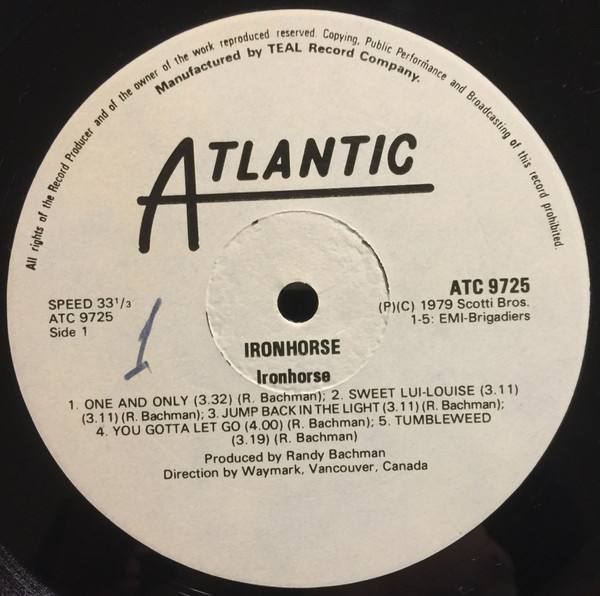 All rights of the Record Producer and of the owner of the work reproduced reserved. Copying, Public Performance and Broadcasting of this record prohibited.
Manufactured by TEAL Record Company.
ATLANTIC
SPEED 33 1/3
ATC 9725
Side 1
1
ATC 9725
(P)(C) 1979 Scotti Bros.
1-5: EMI-Brigadiers
IRONHORSE
Ironhorse
1. ONE AND ONLY (3.32) (R. Bachman); 2. SWEET LUI-LOUISE (3.11)
(3.11) (R. Bachman); 3. JUMP BACK IN THE LIGHT (3.11) (R. Bachman);
4. YOU GOTTA LET GO (4.00) (R. Bachman); 5. TUMBLEWEED
(3.19) (R. Bachman)
Produced by Randy Bachman
Direction by Waymark, Vancouver, Canada